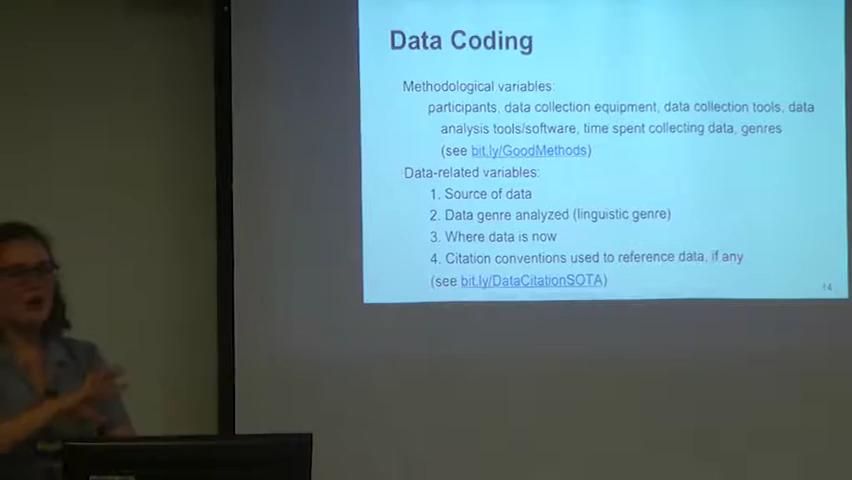 Data Coding
Methodological variables:
participants, data collection equipment, data collection tools, data
analysis tools/software, time spent collecting data, genres
(see bit.ly/GoodMethods)
Data-related variables:
1. Source of data
2. Data genre analyzed (linguistic genre)
3. Where data is now
4. Citation conventions used to reference data, if any
(see bit.ly/DataCitationSOTA)
14